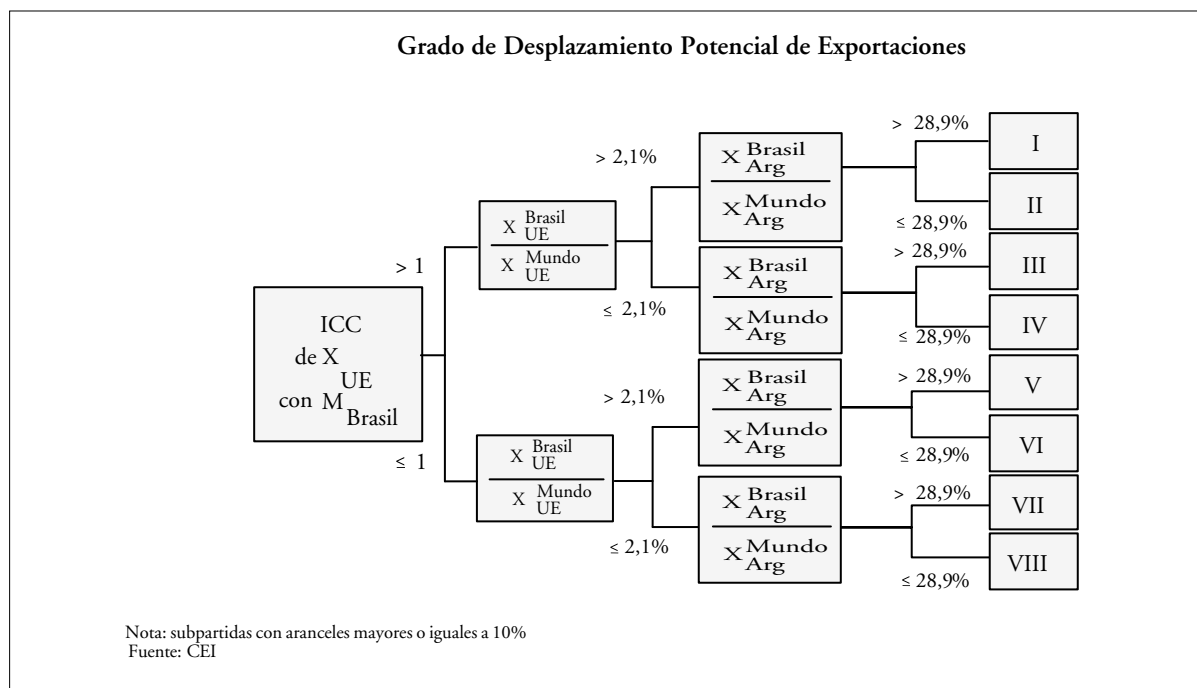 Grado de Desplazamiento Potencial de Exportaciones
ICC
de X UE
con M Brasil
> 1
≤ 1
X Brasil UE
X Mundo UE
X Brasil UE
X Mundo UE
> 2,1%
≤ 2,1%
> 2,1%
≤ 2,1%
X Brasil Arg
X Mundo Arg
X Brasil Arg
X Mundo Arg
X Brasil Arg
X Mundo Arg
X Brasil Arg
X Mundo Arg
> 28,9%
≤ 28,9%
> 28,9%
≤ 28,9%
> 28,9%
≤ 28,9%
> 28,9%
≤ 28,9%
I
II
III
IV
V
VI
VII
VIII
Nota: subpartidas con aranceles mayores o iguales a 10%
Fuente: CEI